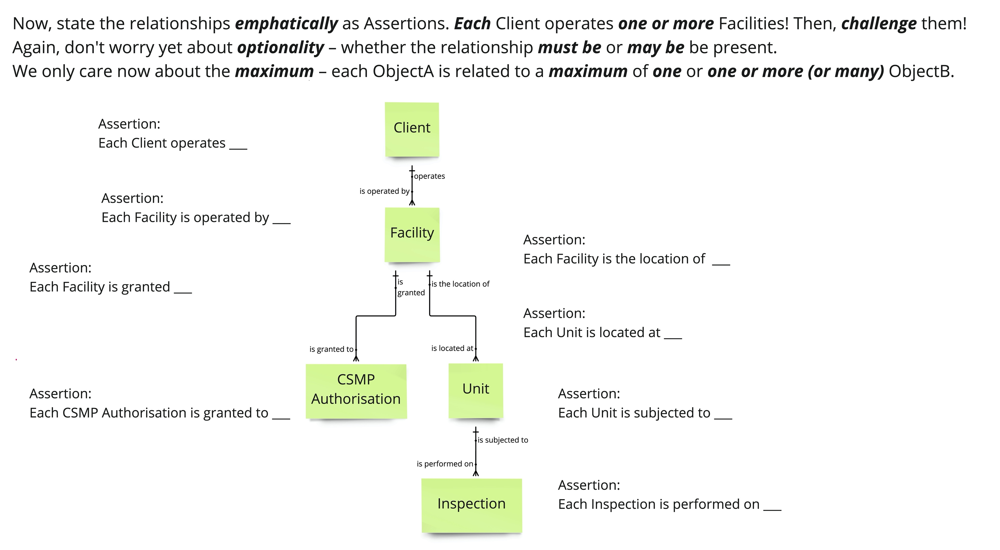 Now, state the relationships emphatically as Assertions. Each Client operates one or more Facilities! Then, challenge them!
Again, don't worry yet about optionality – whether the relationship must be or may be be present.
We only care now about the maximum – each ObjectA is related to a maximum of one or one or more (or many) ObjectB.
Client
Assertion:
Each Client operates ___
operates
is operated by
Assertion:
Each Facility is operated by ___
Facility
Assertion:
Each Facility is the location of ___
Assertion:
Each Facility is granted ___
is
granted
is the location of
Assertion:
Each Unit is located at ___
is granted to
is located at
CSMP
Authorisation
Unit
Assertion:
Each CSMP Authorisation is granted to ___
Assertion:
Each Unit is subjected to ___
is subjected to
is performed on
Inspection
Assertion:
Each Inspection is performed on ___